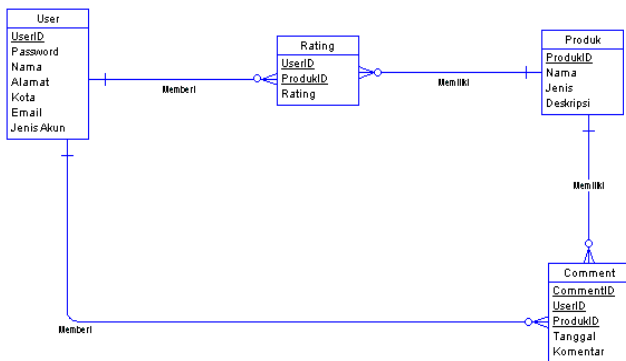 User
UserID
Password
Nama
Alamat
Kota
Email
Jenis Akun
Memberi
Rating
UserID
ProdukID
Rating
Memiliki
Produk
ProdukID
Nama
Jenis
Deskripsi
Memiliki
Comment
CommentID
UserID
ProdukID
Tanggal
Komentar
Memberi